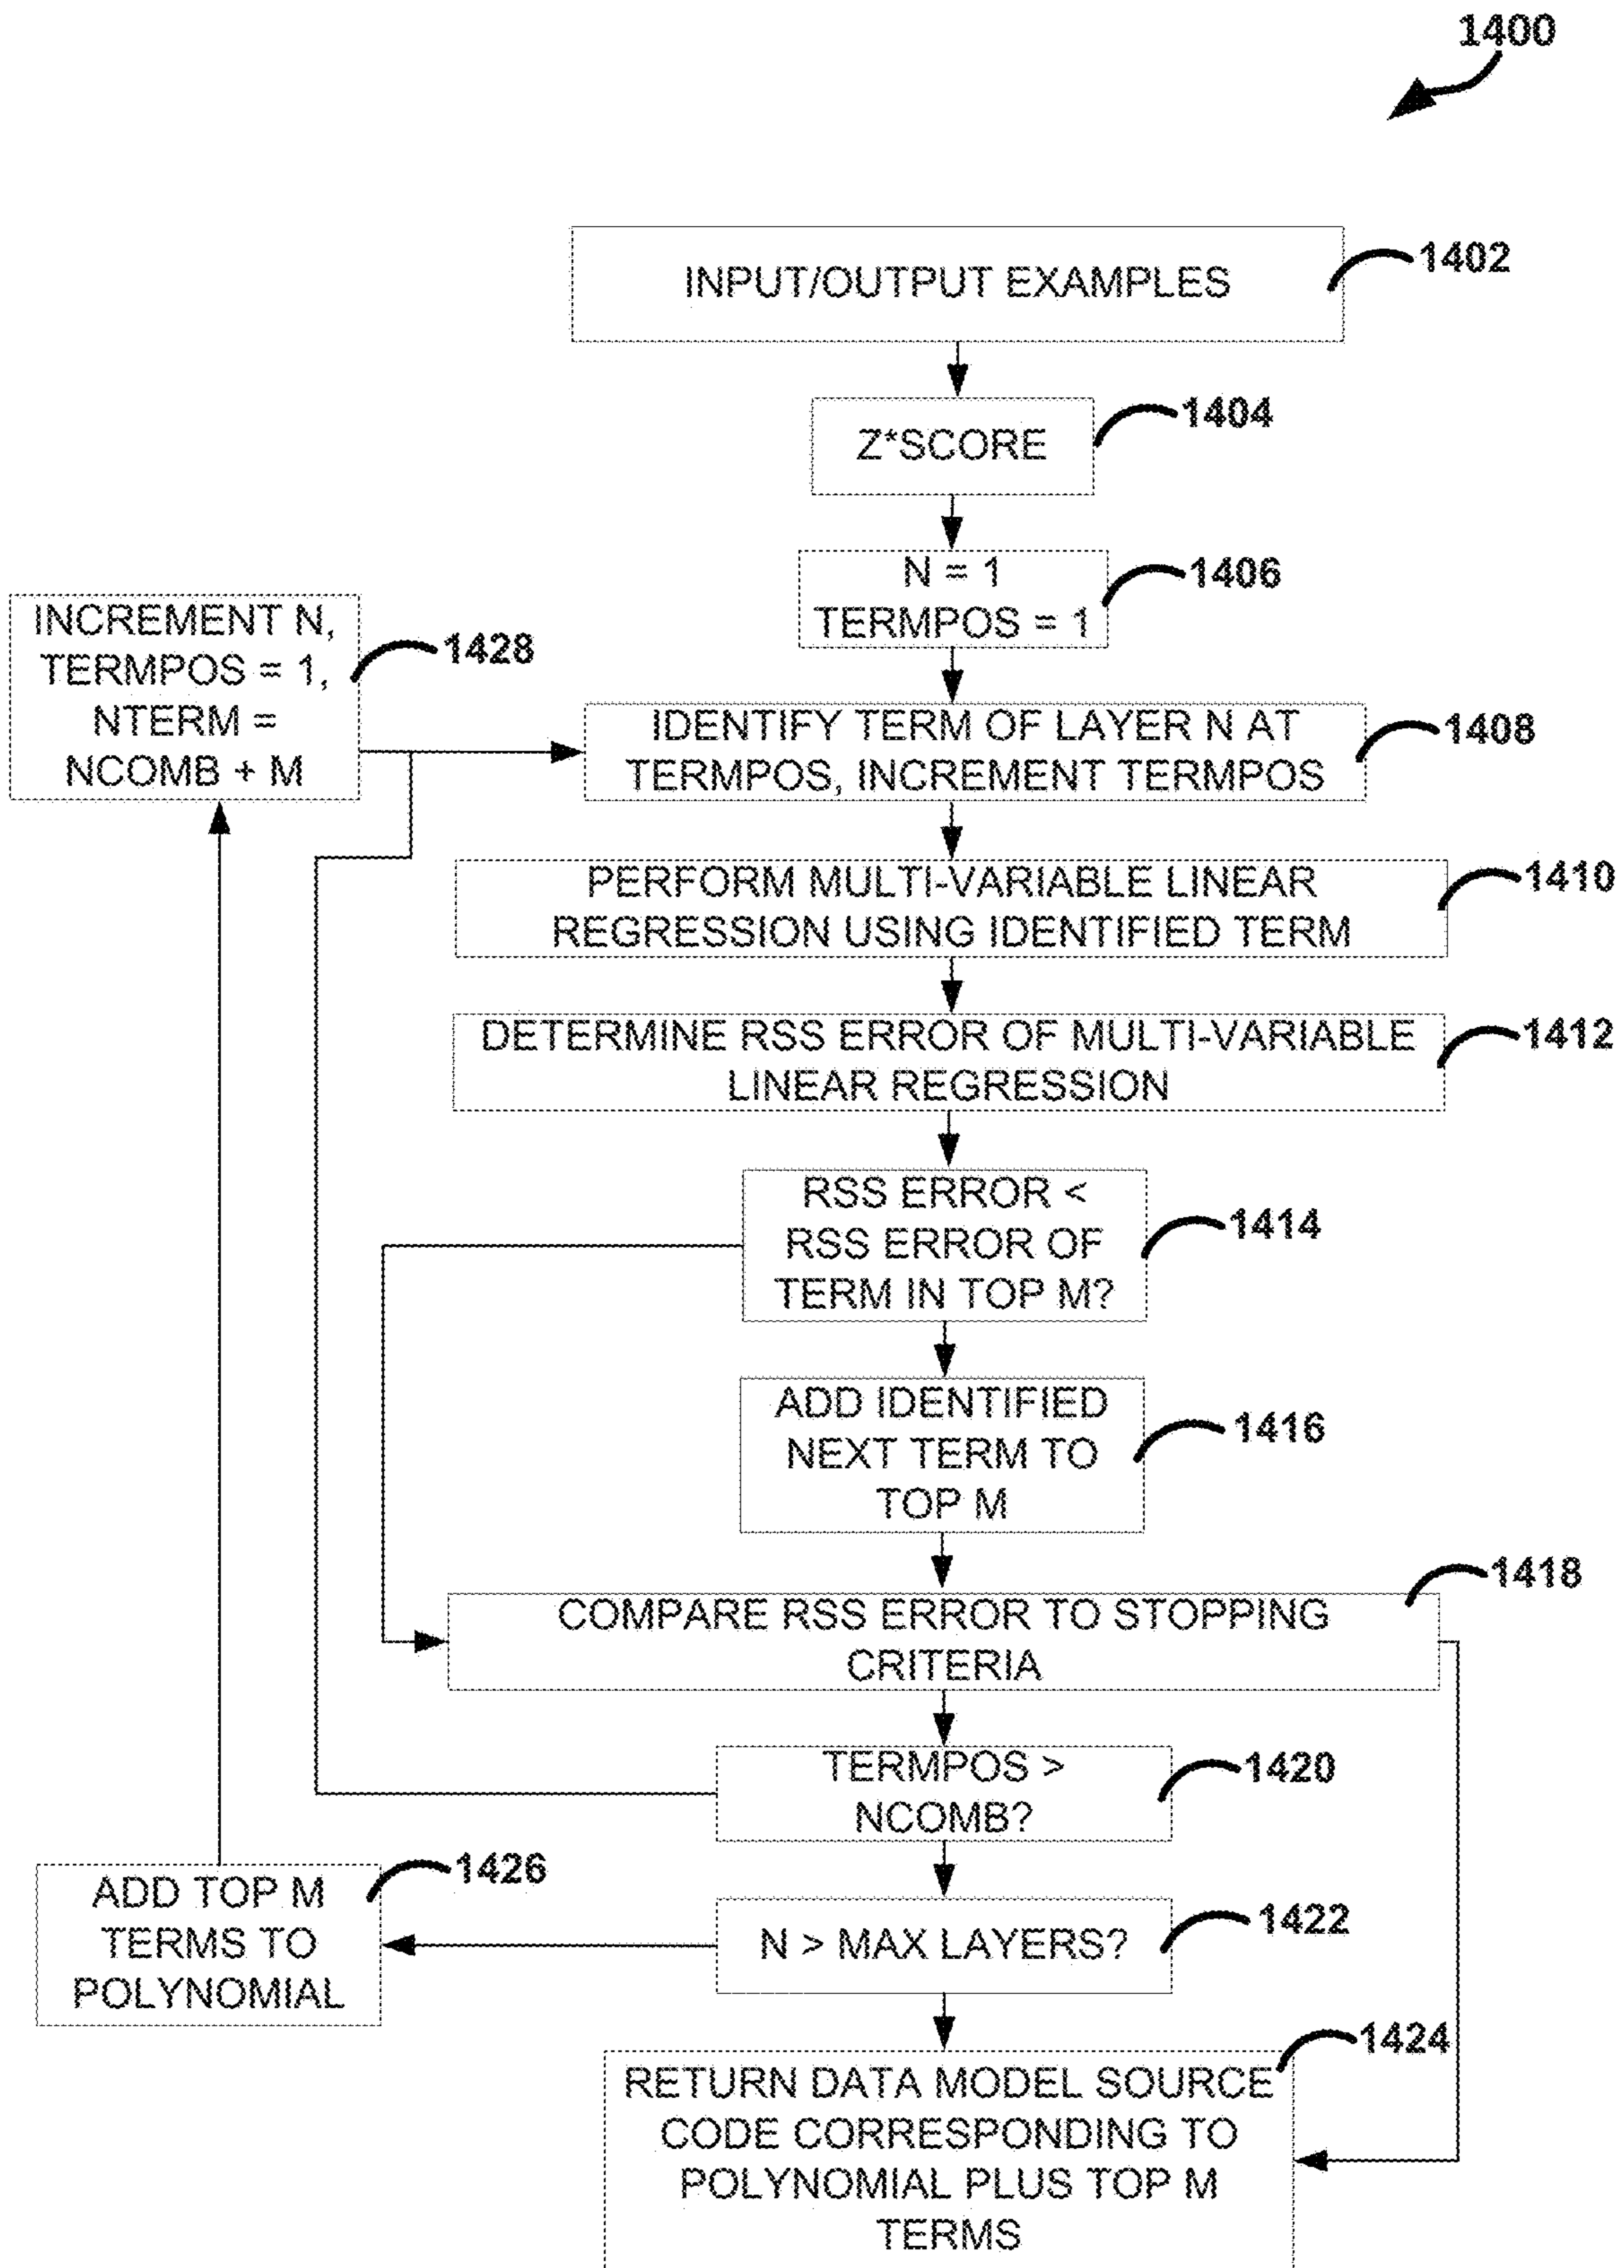 1400
INPUT/OUTPUT EXAMPLES
1402
Z*SCORE
1404
N = 1
TERMPOS = 1
1406
INCREMENT N,
TERMPOS = 1,
NTERM =
NCOMB + M
1428
IDENTIFY TERM OF LAYER N AT
TERMPOS, INCREMENT TERMPOS
1408
PERFORM MULTI-VARIABLE LINEAR
REGRESSION USING IDENTIFIED TERM
1410
DETERMINE RSS ERROR OF MULTI-VARIABLE
LINEAR REGRESSION
1412
RSS ERROR <
RSS ERROR OF
TERM IN TOP M?
1414
ADD IDENTIFIED
NEXT TERM TO
TOP M
1416
COMPARE RSS ERROR TO STOPPING
CRITERIA
1418
TERMPOS >
NCOMB?
1420
ADD TOP M
TERMS TO
POLYNOMIAL
1426
N > MAX LAYERS?
1422
RETURN DATA MODEL SOURCE
CODE CORRESPONDING TO
POLYNOMIAL PLUS TOP M
TERMS
1424